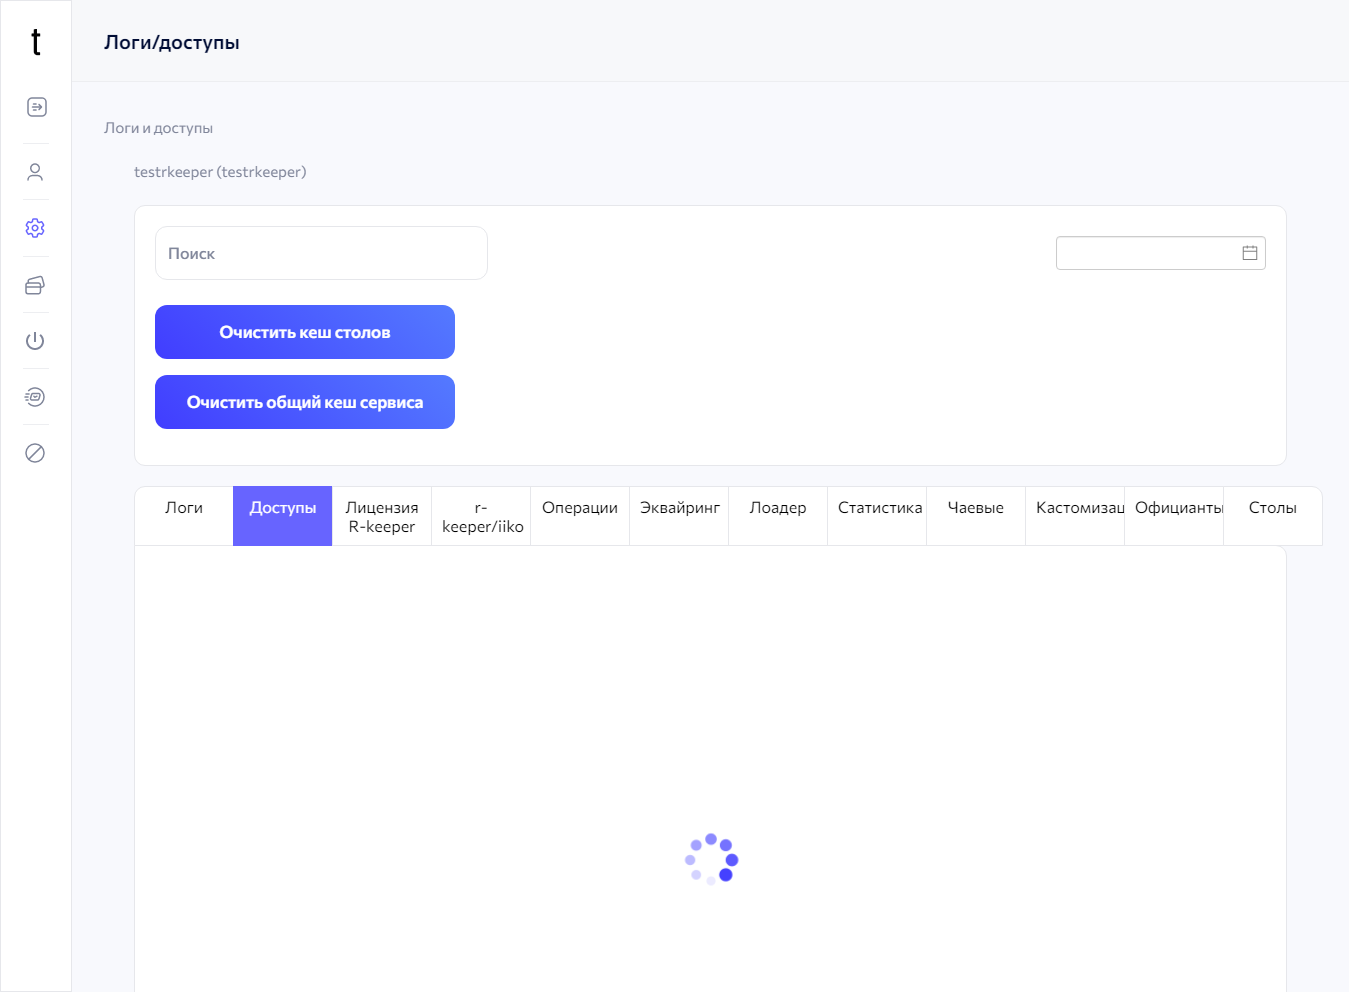 t
Логи/доступы
Логи и доступы
testrkeeper (testrkeeper)
Поиск
Очистить кеш столов
Очистить общий кеш сервиса
Логи
Доступы
Лицензия
R-keeper
r-
keeper/iiko
Операции
Эквайринг
Лоадер
Статистика
Чаевые
Кастомизац
Официанты
Столы